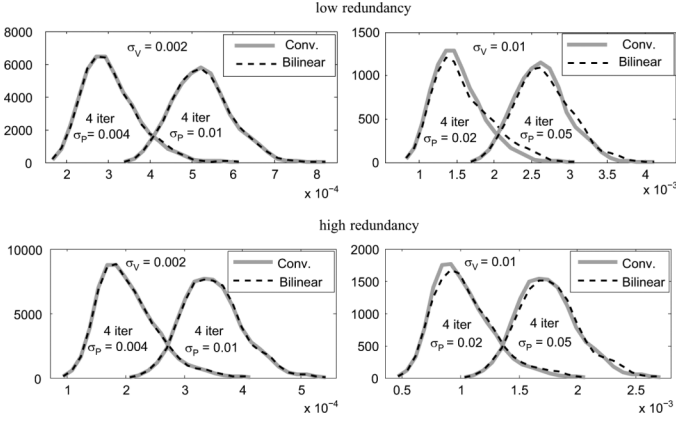 low redundancy
8000
6000
4000
2000
0
σV = 0.002
Conv.
Bilinear
4 iter
σP= 0.004
4 iter
σP= 0.01
2 3 4 5 6 7 8
x 10⁻⁴
1500
1000
500
0
σV = 0.01
Conv.
Bilinear
4 iter
σP= 0.02
4 iter
σP= 0.05
1 1.5 2 2.5 3 3.5 4
x 10⁻³
high redundancy
10000
5000
0
σV = 0.002
Conv.
Bilinear
4 iter
σP = 0.004
4 iter
σP = 0.01
1 2 3 4 5
x 10⁻⁴
2000
1500
1000
500
0
σV = 0.01
Conv.
Bilinear
4 iter
σP = 0.02
4 iter
σP = 0.05
0.5 1 1.5 2 2.5
x 10⁻³